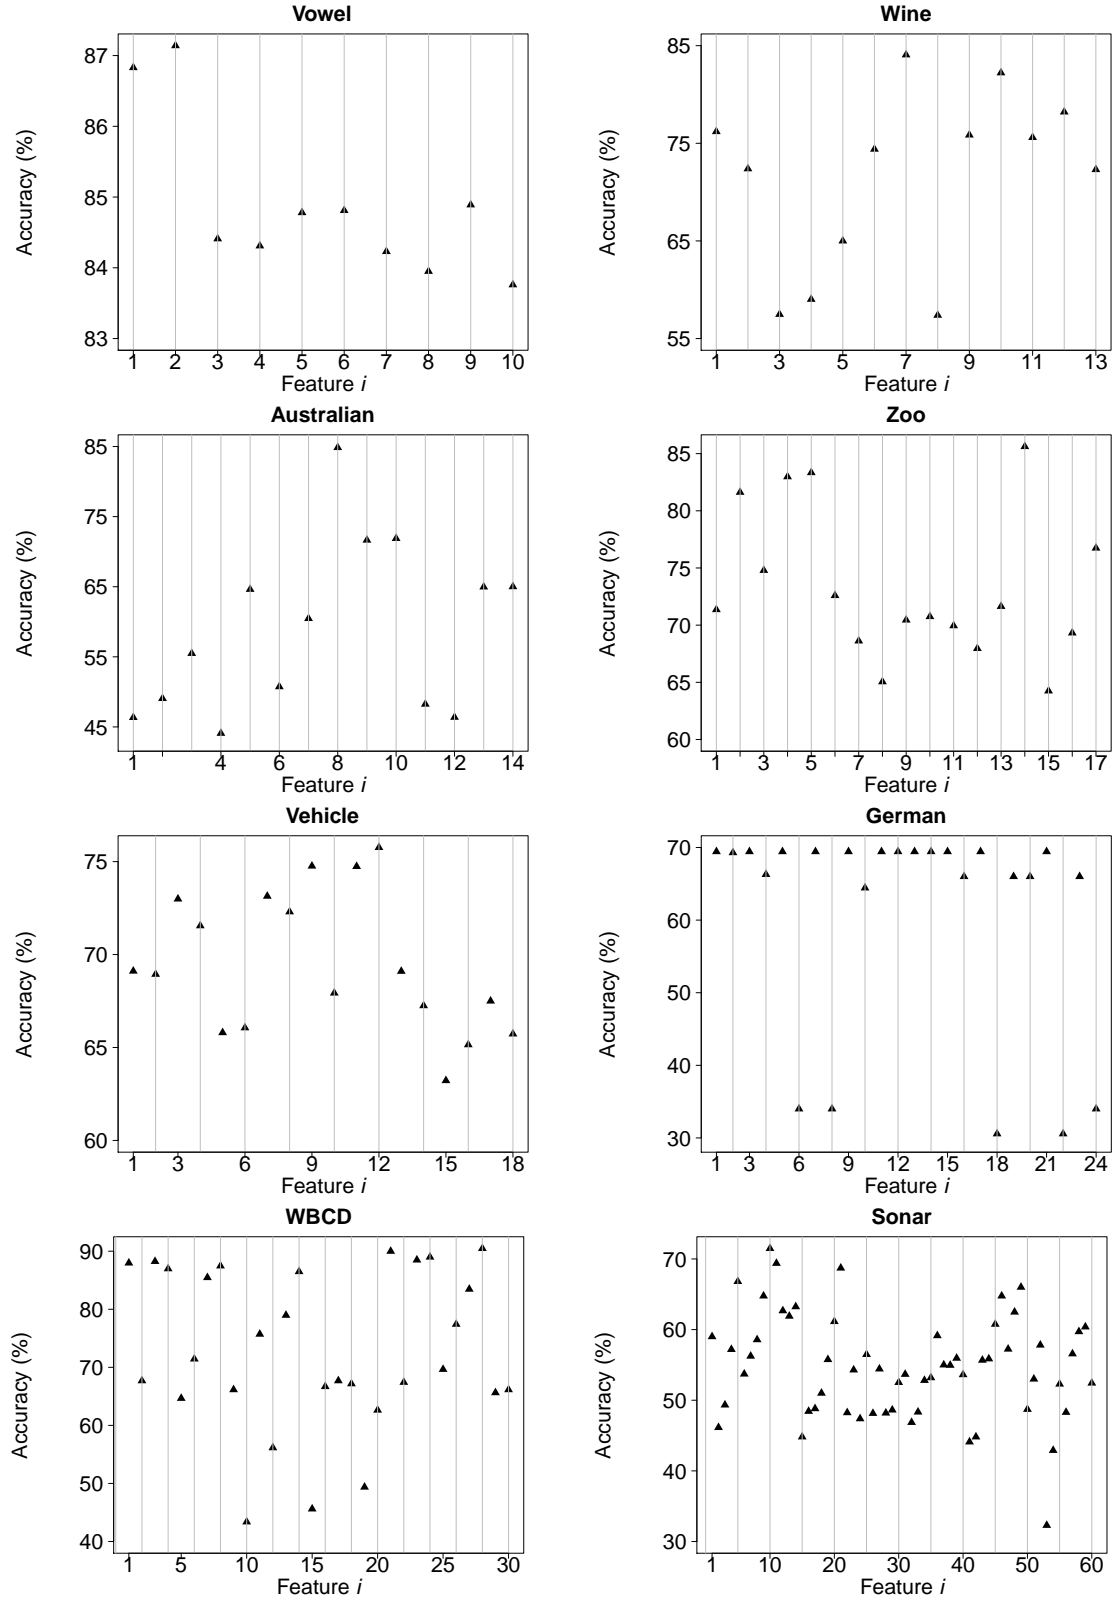 Vowel
Accuracy (%)
87
86
85
84
83
1 2 3 4 5 6 7 8 9 10
Feature i
Wine
Accuracy (%)
85
75
65
55
1 3 5 7 9 11 13
Feature i
Australian
Accuracy (%)
85
75
65
55
45
1 4 6 8 10 12 14
Feature i
Zoo
Accuracy (%)
85
80
75
70
65
60
1 3 5 7 9 11 13 15 17
Feature i
Vehicle
Accuracy (%)
75
70
65
60
1 3 6 9 12 15 18
Feature i
German
Accuracy (%)
70
60
50
40
30
1 3 6 9 12 15 18 21 24
Feature i
WBCD
Accuracy (%)
90
80
70
60
50
40
1 5 10 15 20 25 30
Feature i
Sonar
Accuracy (%)
70
60
50
40
30
1 10 20 30 40 50 60
Feature i